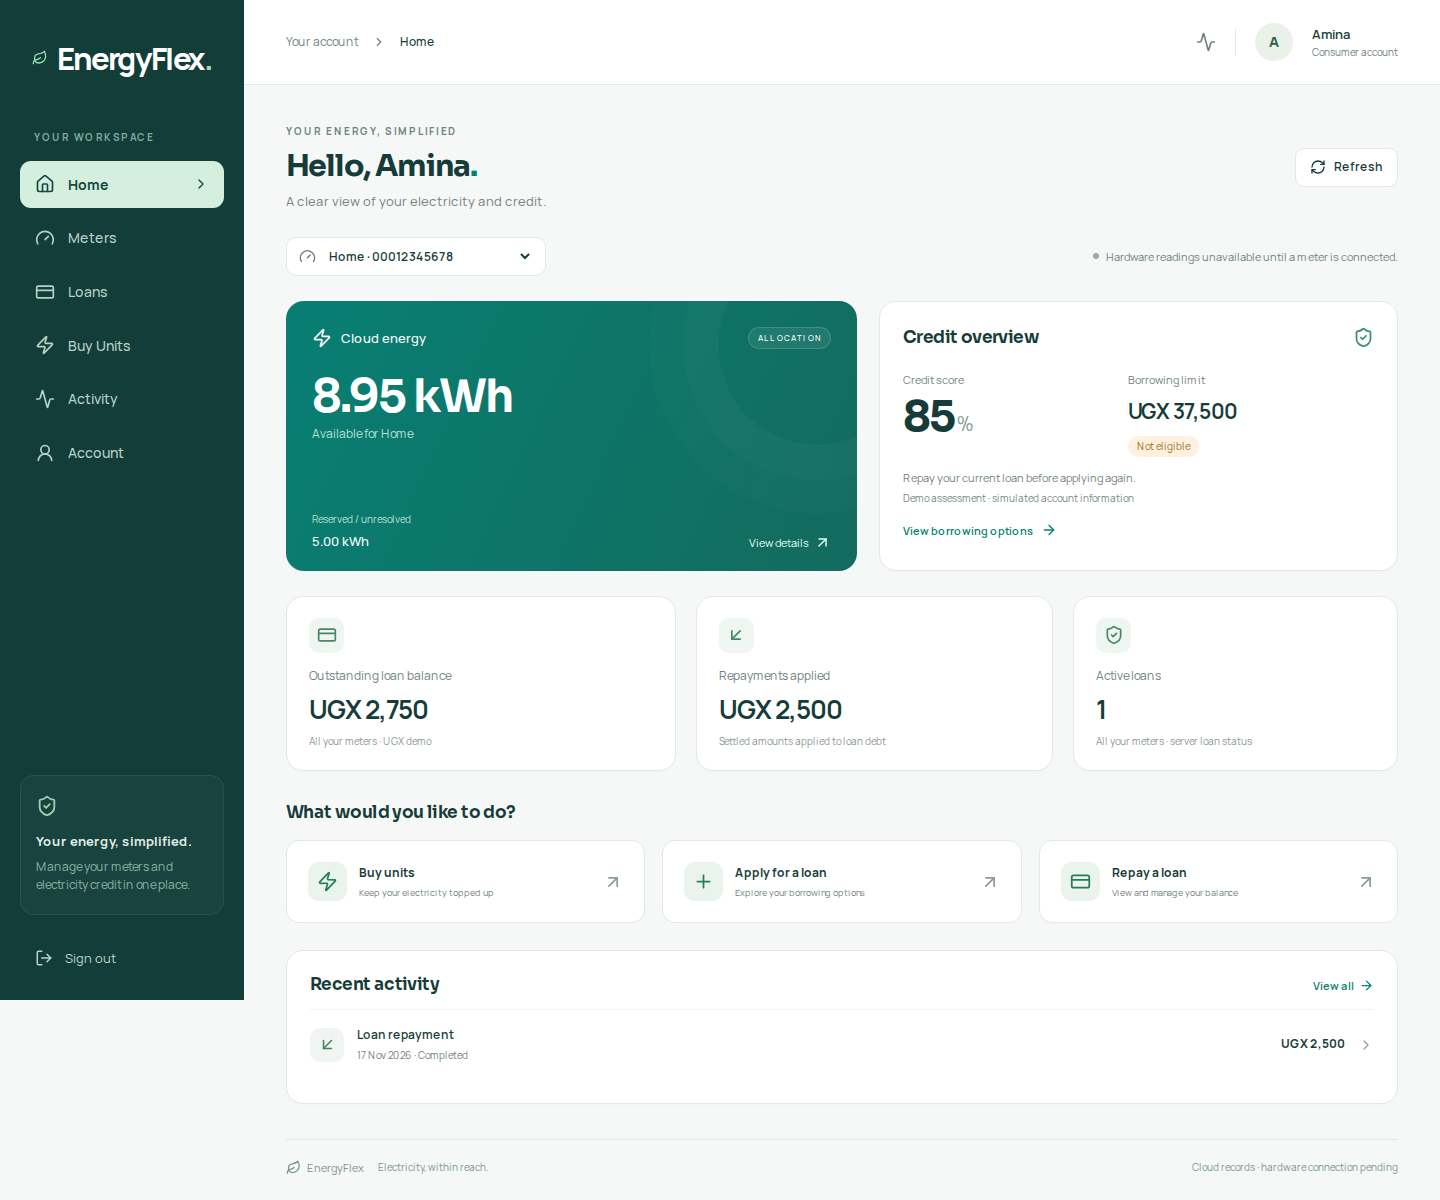 EnergyFlex.
YOUR WORKSPACE
Home
Meters
Loans
Buy Units
Activity
Account
Your energy, simplified.
Manage your meters and
electricity credit in one place.
Sign out
Your account > Home
A
Amina
Consumer account
YOUR ENERGY, SIMPLIFIED
Hello, Amina.
A clear view of your electricity and credit.
Refresh
Home · 00012345678
Hardware readings unavailable until a meter is connected.
Cloud energy
ALLOCATION
8.95 kWh
Available for Home
Reserved / unresolved
5.00 kWh
View details
Credit overview
Credit score
85%
Borrowing limit
UGX 37,500
Not eligible
Repay your current loan before applying again.
Demo assessment · simulated account information
View borrowing options
Outstanding loan balance
UGX 2,750
All your meters · UGX demo
Repayments applied
UGX 2,500
Settled amounts applied to loan debt
Active loans
1
All your meters · server loan status
What would you like to do?
Buy units
Keep your electricity topped up
Apply for a loan
Explore your borrowing options
Repay a loan
View and manage your balance
Recent activity
View all
Loan repayment
17 Nov 2026 · Completed
UGX 2,500
EnergyFlex
Electricity, within reach.
Cloud records · hardware connection pending